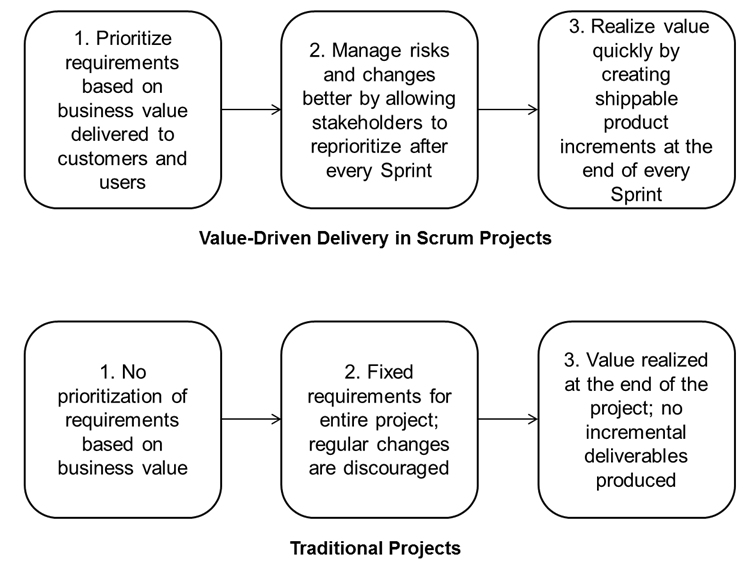 1. Prioritize
requirements
based on
business value
delivered to
customers and
users
2. Manage risks
and changes
better by allowing
stakeholders to
reprioritize after
every Sprint
3. Realize value
quickly by
creating
shippable
product
increments at the
end of every
Sprint
Value-Driven Delivery in Scrum Projects
1. No
prioritization of
requirements
based on
business value
2. Fixed
requirements for
entire project;
regular changes
are discouraged
3. Value realized
at the end of the
project; no
incremental
deliverables
produced
Traditional Projects